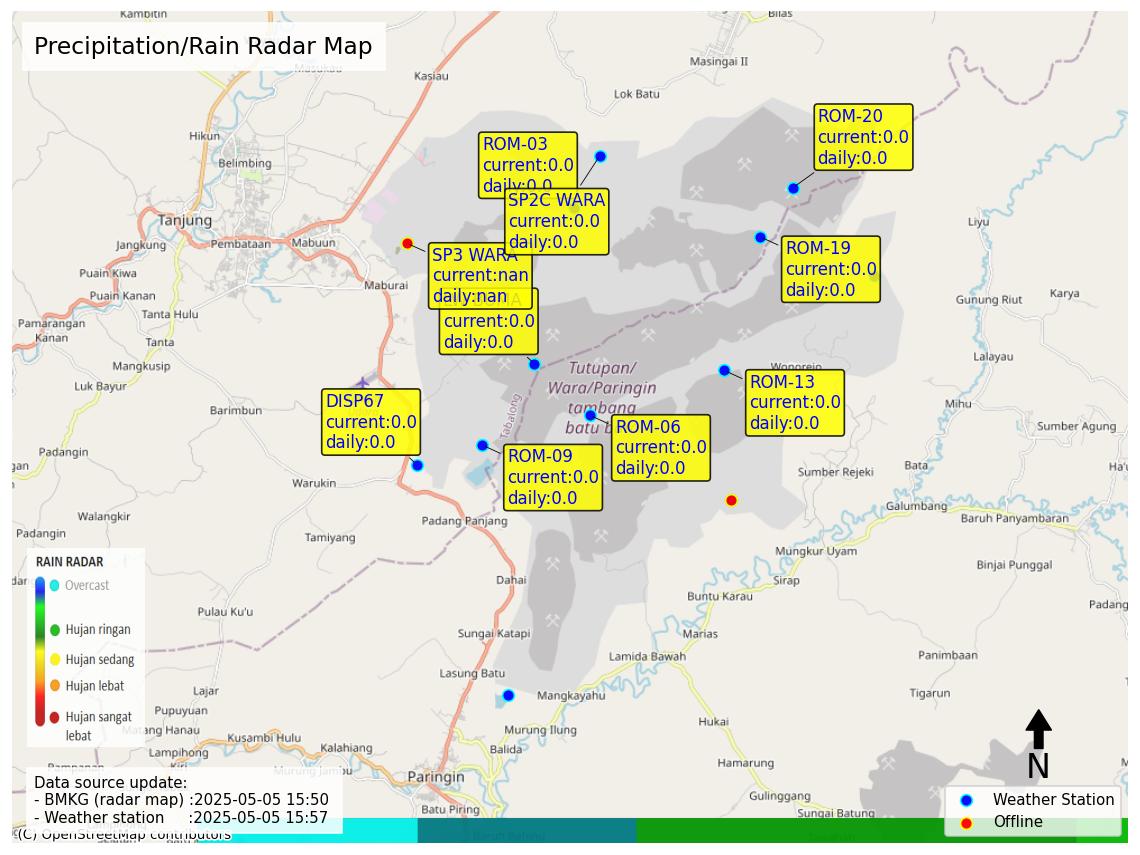 Kambitin
Bilas
Precipitation/Rain Radar Map
Masukau
Kasiau
Masingai II
Lok Batu
Hikun
Belimbing
ROM-03
current:0.0
daily:0.0
ROM-20
current:0.0
daily:0.0
SP2C WARA
current:0.0
daily:0.0
Tanjung
Jangkung
Pembataan
Mabuun
Liyu
SP3 WARA
current:nan
daily:nan
ROM-19
current:0.0
daily:0.0
Puain Kiwa
Puain Kanan
Maburai
Tanta Hulu
Gunung Riut
Karya
current:0.0
daily:0.0
Pamarangan
Kanan
Tanta
Mangkusip
Luk Bayur
Lalayau
Tutupan/
Wara/Paringin
tambang
batu b
Wonorejo
ROM-13
current:0.0
daily:0.0
Barimbun
DISP67
current:0.0
daily:0.0
Tabalong
ROM-06
current:0.0
daily:0.0
Mihu
Sumber Agung
Padangin
ROM-09
current:0.0
daily:0.0
Warukin
Bata
Sumber Rejeki
Galumbang
Baruh Panyambaran
Walangkir
Padangin
Padang Panjang
Tamiyang
Mungkur Uyam
Binjai Punggal
RAIN RADAR
Overcast
Hujan ringan
Hujan sedang
Hujan lebat
Hujan sangat
lebat
Dahai
Sirap
Buntu Karau
Padang
Pulau Ku'u
Sungai Katapi
Marias
Lamida Bawah
Panimbaan
Lasung Batu
Mangkayahu
Tigarun
Lajar
Pupuyuan
Matang Hanau
Kusambi Hulu
Lampihong
Kalahiang
Murung Ilung
Balida
Hukai
Hamarung
Murung Jambu
Paringin
Batu Piring
Gulinggang
Sungai Batung
N
Data source update:
- BMKG (radar map) :2025-05-05 15:50
- Weather station :2025-05-05 15:57
(C) OpenStreetMap contributors
Weather Station
Offline